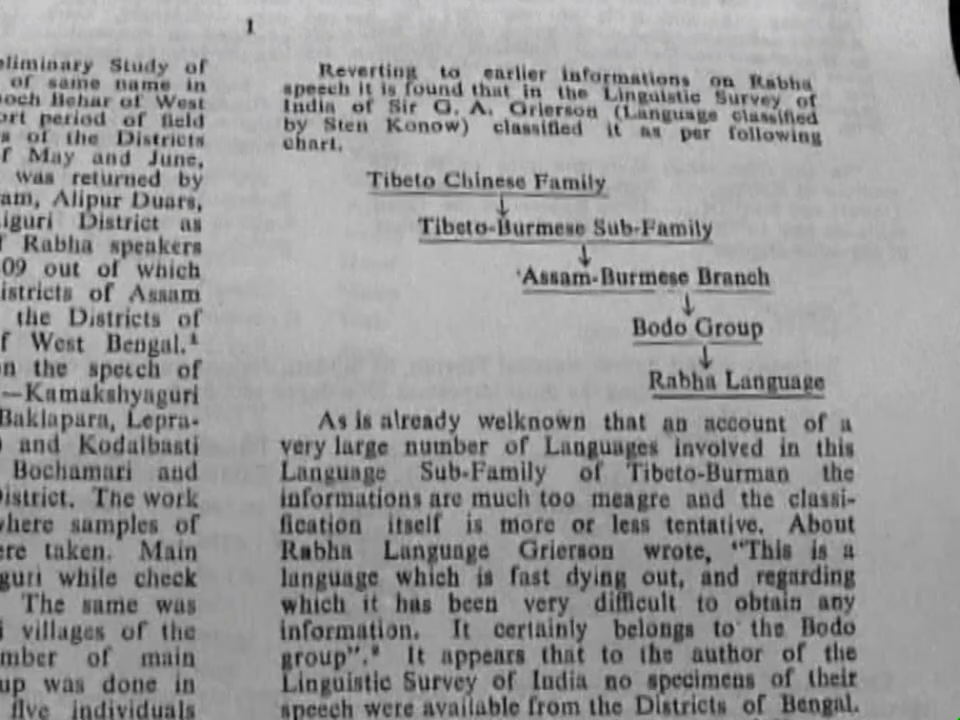 1
eliminary Study of
of same name in
och Behar of West
ort period of field
s of the Districts
f May and June,
was returned by
am, Alipur Duars,
iguri District as
f Rabha speakers
09 out of which
istricts of Assam
the Districts of
f West Bengal.¹
n the speech of
—Kamakshyaguri
Baklapara, Lepra-
and Kodalbasti
Bochamari and
District. The work
where samples of
ere taken. Main
guri while check
The same was
i villages of the
mber of main
up was done in
five individuals
Reverting to earlier informations on Rabha
speech it is found that in the Linguistic Survey of
India of Sir G. A. Grierson (Language classified
by Sten Konow) classified it as per following
chart.
Tibeto Chinese Family
↓
Tibeto-Burmese Sub-Family
↓
Assam-Burmese Branch
↓
Bodo Group
↓
Rabha Language
As is already welknown that an account of a
very large number of Languages involved in this
Language Sub-Family of Tibeto-Burman the
informations are much too meagre and the classi-
fication itself is more or less tentative. About
Rabha Language Grierson wrote, "This is a
language which is fast dying out, and regarding
which it has been very difficult to obtain any
information. It certainly belongs to the Bodo
group".² It appears that to the author of the
Linguistic Survey of India no specimens of their
speech were available from the Districts of Bengal.